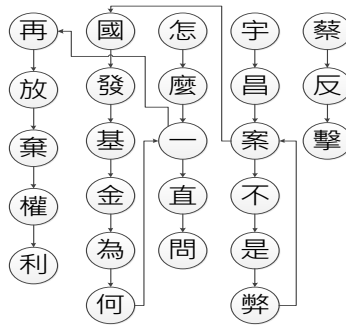 蔡反擊
宇昌案不是弊
怎麼一直問
國發基金為何
再放棄權利